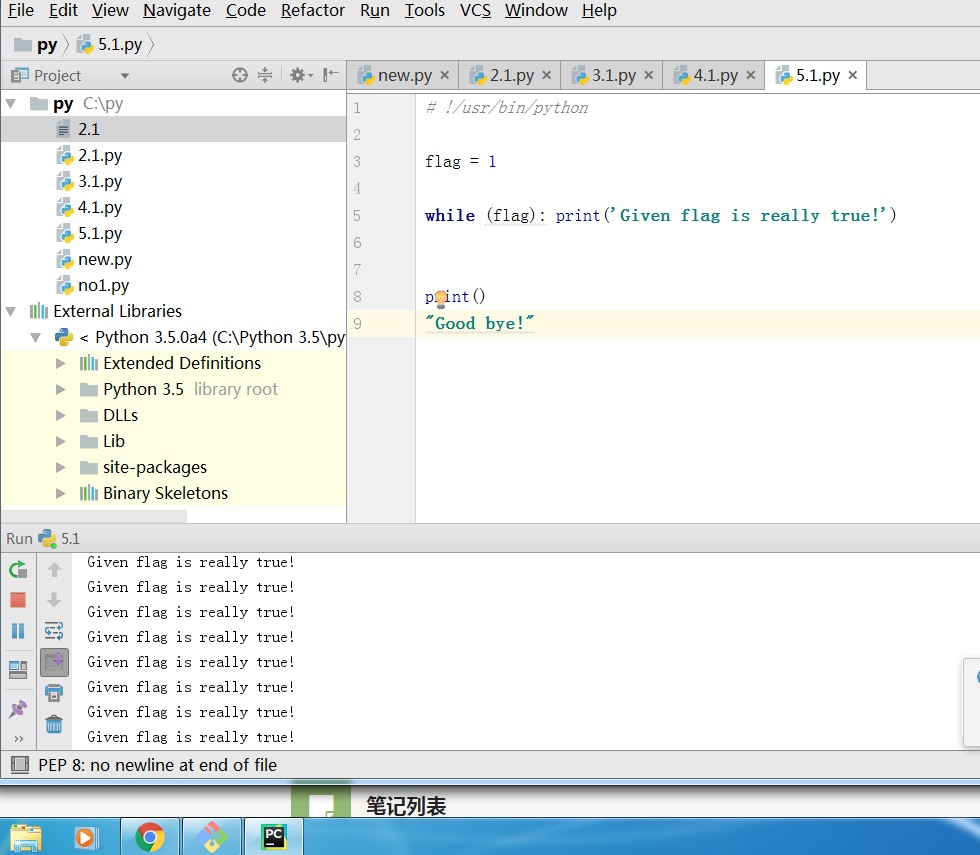 File Edit View Navigate Code Refactor Run Tools VCS Window Help
py 5.1.py
Project
new.py 2.1.py 3.1.py 4.1.py 5.1.py
py C:\py
2.1
2.1.py
3.1.py
4.1.py
5.1.py
new.py
no1.py
External Libraries
< Python 3.5.0a4 (C:\Python 3.5\py
Extended Definitions
Python 3.5 library root
DLLs
Lib
site-packages
Binary Skeletons
1 # !/usr/bin/python
2
3 flag = 1
4
5 while (flag): print('Given flag is really true!')
6
7
8 print()
9 "Good bye!"
Run 5.1
Given flag is really true!
Given flag is really true!
Given flag is really true!
Given flag is really true!
Given flag is really true!
Given flag is really true!
Given flag is really true!
Given flag is really true!
PEP 8: no newline at end of file
笔记列表
PC